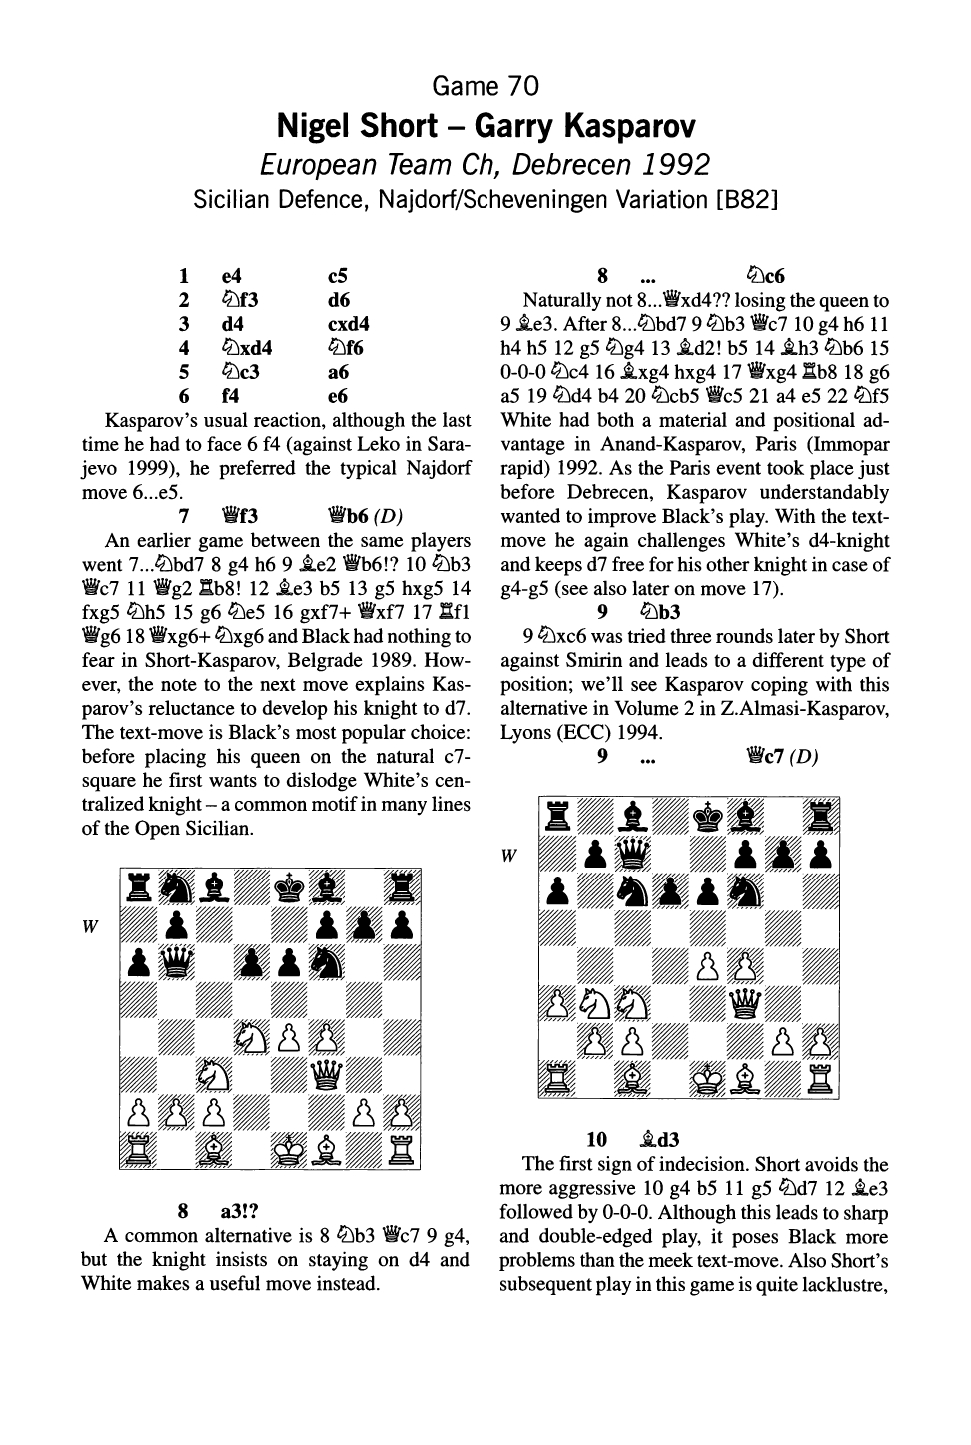 Game 70
Nigel Short – Garry Kasparov
European Team Ch, Debrecen 1992
Sicilian Defence, Najdorf/Scheveningen Variation [B82]
1 e4 c5
2 ♘f3 d6
3 d4 cxd4
4 ♘xd4 ♘f6
5 ♘c3 a6
6 f4 e6
Kasparov's usual reaction, although the last
time he had to face 6 f4 (against Leko in Sara-
jevo 1999), he preferred the typical Najdorf
move 6...e5.
7 ♕f3 ♕b6 (D)
An earlier game between the same players
went 7...♘bd7 8 g4 h6 9 ♗e2 ♕b6!? 10 ♘b3
♕c7 11 ♕g2 ♖b8! 12 ♗e3 b5 13 g5 hxg5 14
fxg5 ♘h5 15 g6 ♘e5 16 gxf7+ ♕xf7 17 ♖f1
♕g6 18 ♕xg6+ ♘xg6 and Black had nothing to
fear in Short-Kasparov, Belgrade 1989. How-
ever, the note to the next move explains Kas-
parov's reluctance to develop his knight to d7.
The text-move is Black's most popular choice:
before placing his queen on the natural c7-
square he first wants to dislodge White's cen-
tralized knight – a common motif in many lines
of the Open Sicilian.
W
8 a3!?
A common alternative is 8 ♘b3 ♕c7 9 g4,
but the knight insists on staying on d4 and
White makes a useful move instead.
8 ... ♘c6
Naturally not 8...♕xd4?? losing the queen to
9 ♗e3. After 8...♘bd7 9 ♘b3 ♕c7 10 g4 h6 11
h4 h5 12 g5 ♘g4 13 ♗d2! b5 14 ♗h3 ♘b6 15
0-0-0 ♘c4 16 ♗xg4 hxg4 17 ♕xg4 ♖b8 18 g6
a5 19 ♘d4 b4 20 ♘cb5 ♕c5 21 a4 e5 22 ♘f5
White had both a material and positional ad-
vantage in Anand-Kasparov, Paris (Immopar
rapid) 1992. As the Paris event took place just
before Debrecen, Kasparov understandably
wanted to improve Black's play. With the text-
move he again challenges White's d4-knight
and keeps d7 free for his other knight in case of
g4-g5 (see also later on move 17).
9 ♘b3
9 ♘xc6 was tried three rounds later by Short
against Smirin and leads to a different type of
position; we'll see Kasparov coping with this
alternative in Volume 2 in Z.Almasi-Kasparov,
Lyons (ECC) 1994.
9 ... ♕c7 (D)
W
10 ♗d3
The first sign of indecision. Short avoids the
more aggressive 10 g4 b5 11 g5 ♘d7 12 ♗e3
followed by 0-0-0. Although this leads to sharp
and double-edged play, it poses Black more
problems than the meek text-move. Also Short's
subsequent play in this game is quite lacklustre,